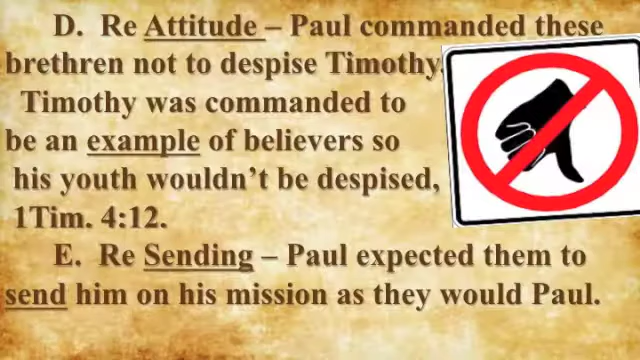 D. Re Attitude – Paul commanded these
brethren not to despise Timothy.
Timothy was commanded to
be an example of believers so
his youth wouldn’t be despised,
1Tim. 4:12.
E. Re Sending – Paul expected them to
send him on his mission as they would Paul.